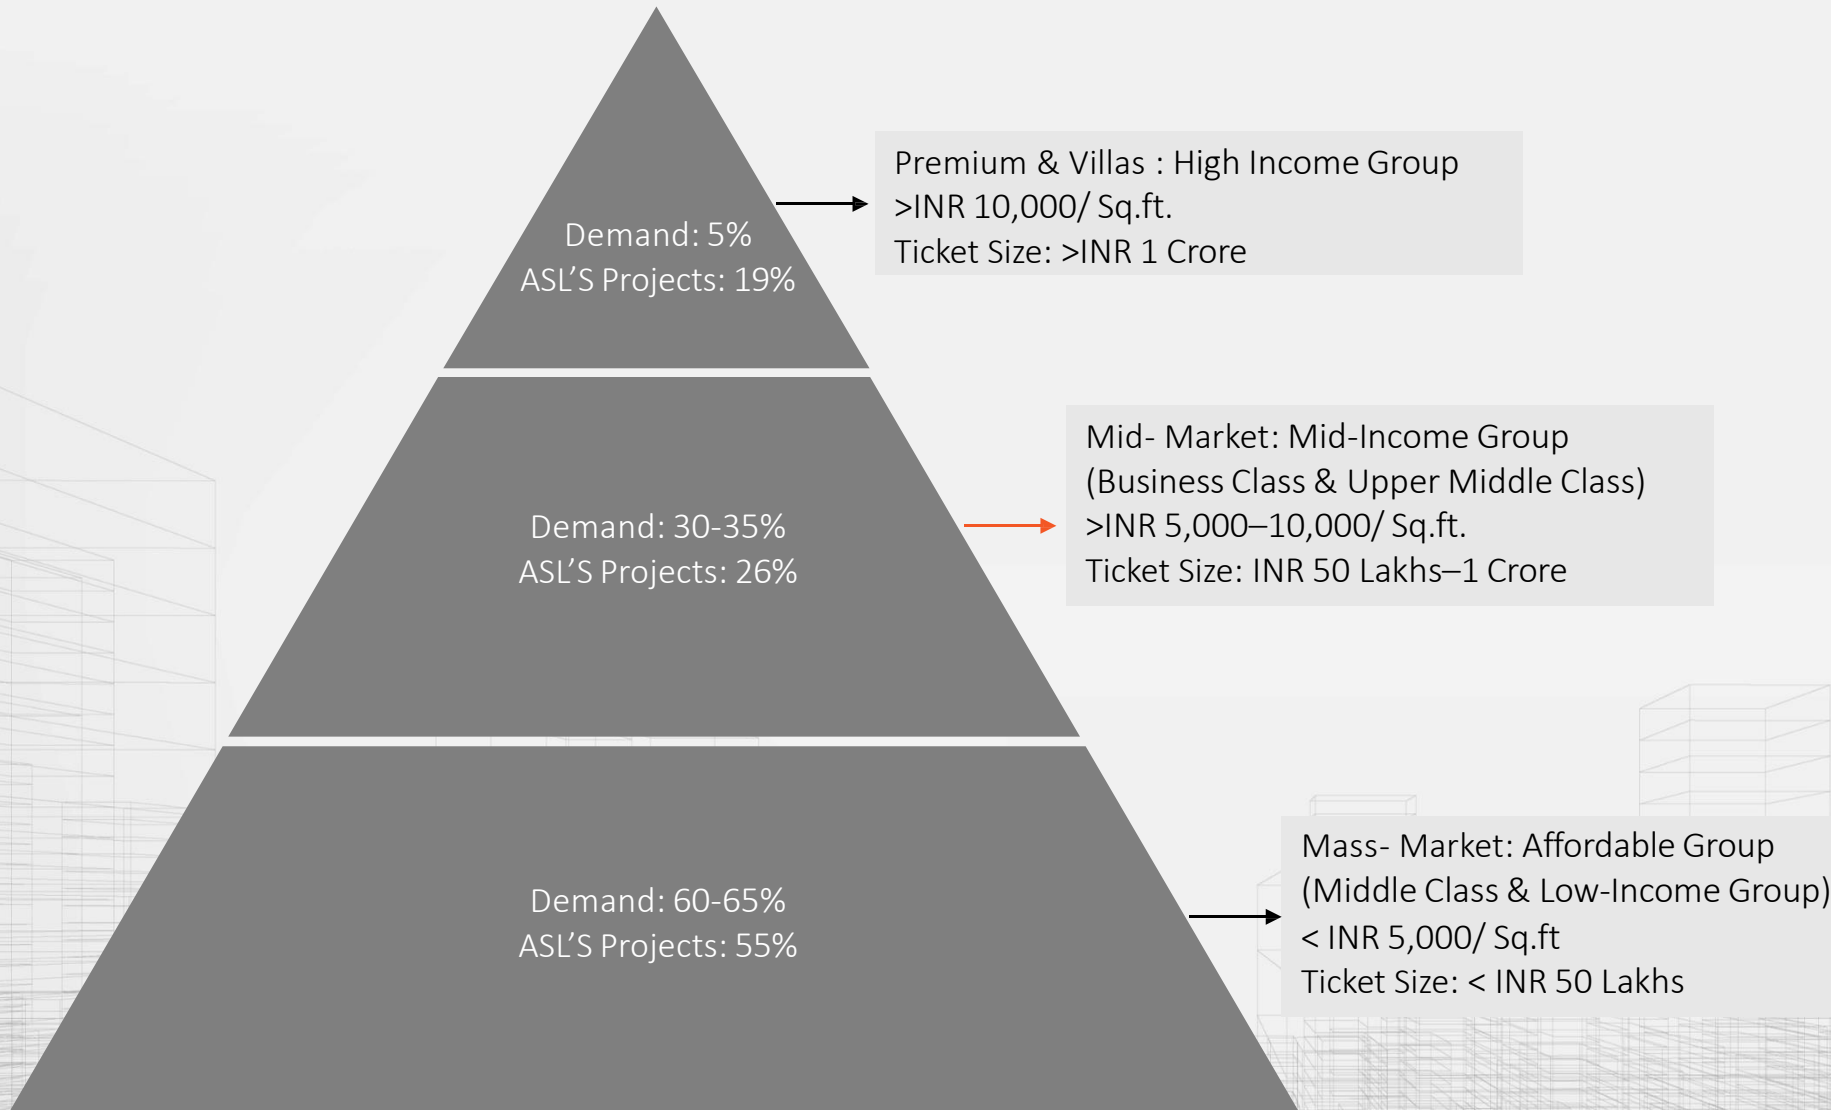 Demand: 5%
ASL’S Projects: 19%
Premium & Villas : High Income Group
>INR 10,000/ Sq.ft.
Ticket Size: >INR 1 Crore
Demand: 30-35%
ASL’S Projects: 26%
Mid- Market: Mid-Income Group
(Business Class & Upper Middle Class)
>INR 5,000–10,000/ Sq.ft.
Ticket Size: INR 50 Lakhs–1 Crore
Demand: 60-65%
ASL’S Projects: 55%
Mass- Market: Affordable Group
(Middle Class & Low-Income Group)
< INR 5,000/ Sq.ft
Ticket Size: < INR 50 Lakhs